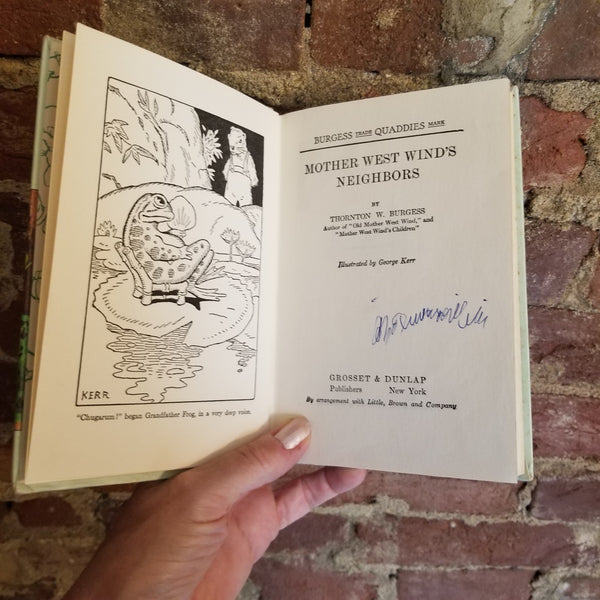 KERR
"Chugarum!" began Grandfather Frog, in a very deep voice.
BURGESS TRADE QUADDIES MARK
MOTHER WEST WIND'S
NEIGHBORS
BY
THORNTON W. BURGESS
Author of "Old Mother West Wind," and
"Mother West Wind's Children"
Illustrated by George Kerr
GROSSET & DUNLAP
Publishers New York
By arrangement with Little, Brown and Company